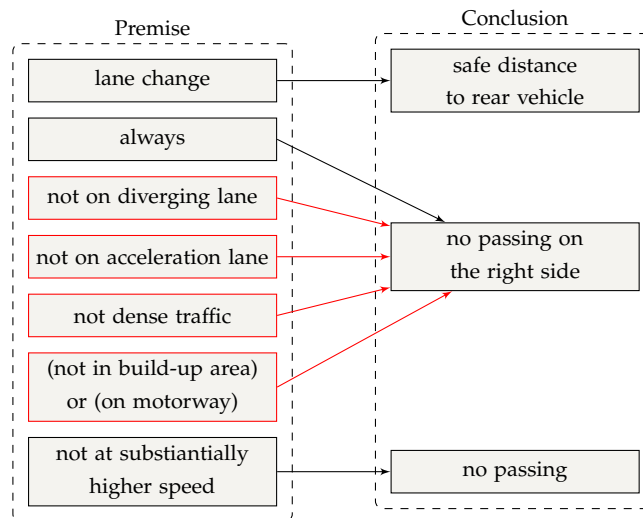 Premise
Conclusion
lane change
safe distance
to rear vehicle
always
not on diverging lane
not on acceleration lane
no passing on
the right side
not dense traffic
(not in build-up area)
or (on motorway)
not at substantially
higher speed
no passing